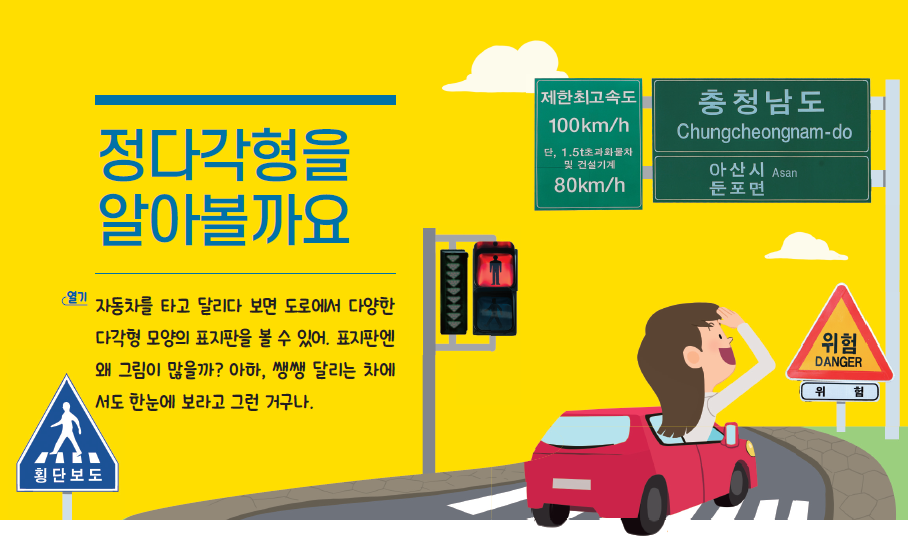 정다각형을
알아볼까요
열기
자동차를 타고 달리다 보면 도로에서 다양한
다각형 모양의 표지판을 볼 수 있어. 표지판엔
왜 그림이 많을까? 아하, 쌩쌩 달리는 차에
서도 한눈에 보라고 그런 거구나.
제한최고속도
100km/h
단, 1.5t초과화물차
및 건설기계
80km/h
충청남도
Chungcheongnam-do
아산시 Asan
둔포면
위험
DANGER
위 험
횡단보도